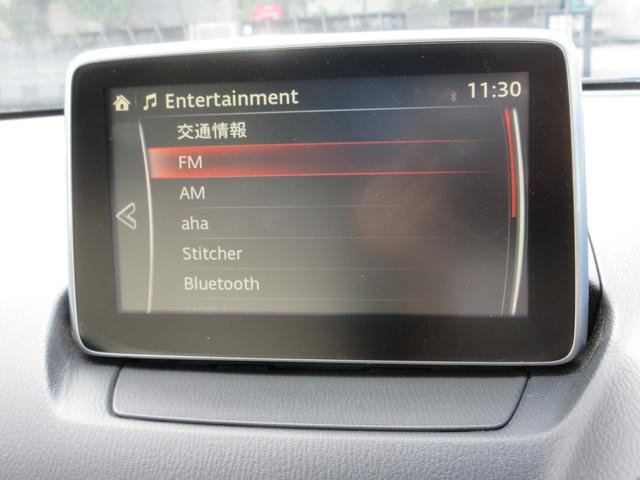 Entertainment 11:30
交通情報
FM
AM
aha
Stitcher
Bluetooth